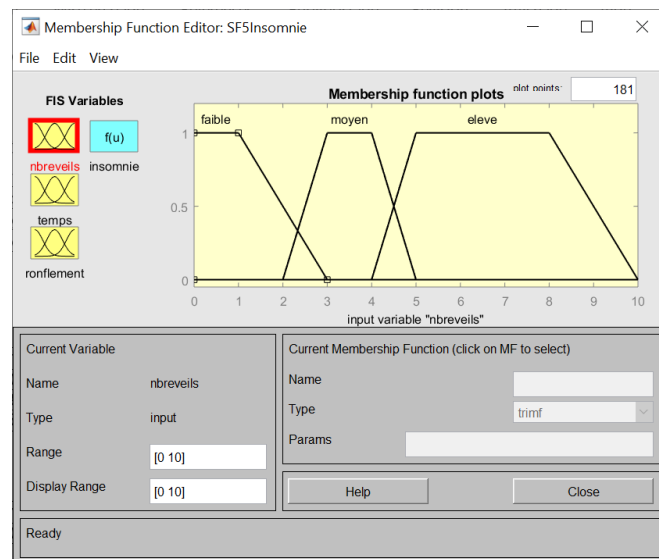 Membership Function Editor: SF5Insomnie
File Edit View
FIS Variables
f(u)
nbreveils insomnie
temps
ronflement
Membership function plots
plot points:
181
faible moyen eleve
1
0.5
0
0 1 2 3 4 5 6 7 8 9 10
input variable "nbreveils"
Current Variable
Name nbreveils
Type input
Range [0 10]
Display Range [0 10]
Current Membership Function (click on MF to select)
Name
Type trimf
Params
Help Close
Ready